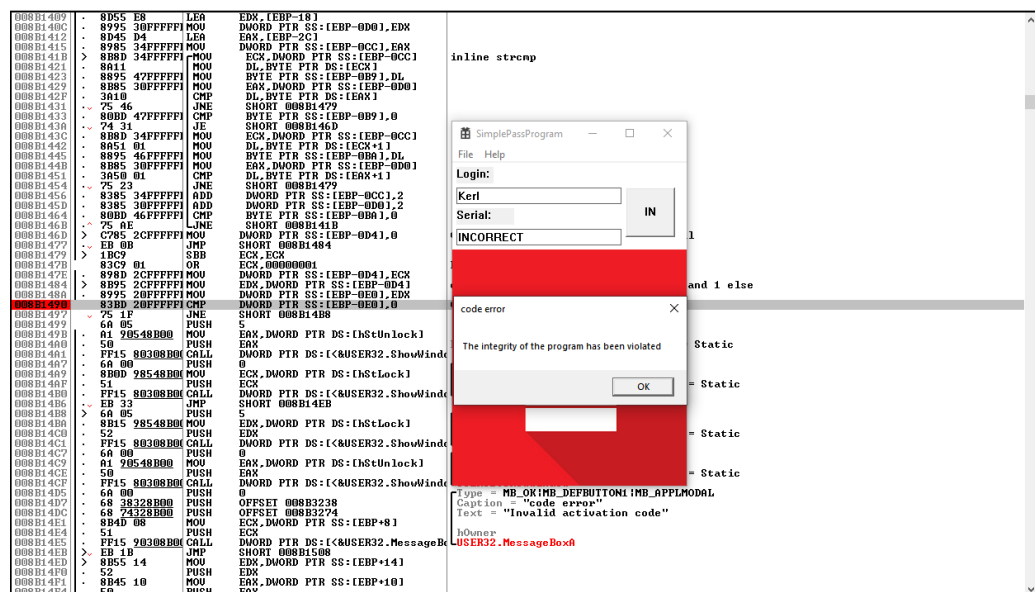 008B1409 . 8D55 E8 LEA EDX,[EBP-18]
008B140C . 8995 30FFFFF MOV DWORD PTR SS:[EBP-0D0],EDX
008B1412 . 8D45 D4 LEA EAX,[EBP-2C]
008B1415 . 8985 34FFFFF MOV DWORD PTR SS:[EBP-0CC],EAX
008B141B > 8B8D 34FFFFF MOV ECX,DWORD PTR SS:[EBP-0CC] inline strcmp
008B1421 . 8A11 MOV DL,BYTE PTR DS:[ECX]
008B1423 . 8895 47FFFFF MOV BYTE PTR SS:[EBP-0B9],DL
008B1429 . 8B85 30FFFFF MOV EAX,DWORD PTR SS:[EBP-0D0]
008B142F . 3A10 CMP DL,BYTE PTR DS:[EAX]
008B1431 . 75 46 JNE SHORT 008B1479
008B1433 . 80BD 47FFFFF CMP BYTE PTR SS:[EBP-0B9],0
008B143A . 74 31 JE SHORT 008B146D
008B143C . 8B8D 34FFFFF MOV ECX,DWORD PTR SS:[EBP-0CC]
008B1442 . 8A51 01 MOV DL,BYTE PTR DS:[ECX+1]
008B1445 . 8895 46FFFFF MOV BYTE PTR SS:[EBP-0BA],DL
008B144B . 8B85 30FFFFF MOV EAX,DWORD PTR SS:[EBP-0D0]
008B1451 . 3A50 01 CMP DL,BYTE PTR DS:[EAX+1]
008B1454 . 75 23 JNE SHORT 008B1479
008B1456 . 8385 34FFFFF ADD DWORD PTR SS:[EBP-0CC],2
008B145D . 8385 30FFFFF ADD DWORD PTR SS:[EBP-0D0],2
008B1464 . 80BD 46FFFFF CMP BYTE PTR SS:[EBP-0BA],0
008B146B . 75 AE JNE SHORT 008B141B
008B146D > C785 2CFFFFF MOV DWORD PTR SS:[EBP-0D4],0
008B1477 . EB 0B JMP SHORT 008B1484
008B1479 > 1BC9 SBB ECX,ECX
008B147B 83C9 01 OR ECX,00000001
008B147E . 898D 2CFFFFF MOV DWORD PTR SS:[EBP-0D4],ECX
008B1484 > 8B95 2CFFFFF MOV EDX,DWORD PTR SS:[EBP-0D4] and 1 else
008B148A . 8995 20FFFFF MOV DWORD PTR SS:[EBP-0E0],EDX
008B1490 83BD 20FFFFF CMP DWORD PTR SS:[EBP-0E0],0
008B1497 75 1F JNE SHORT 008B14B8
008B1499 6A 05 PUSH 5
008B149B . A1 90548B00 MOV EAX,DWORD PTR DS:[hStUnlock]
008B14A0 . 50 PUSH EAX Static
008B14A1 . FF15 80308B00 CALL DWORD PTR DS:[<&USER32.ShowWindo
008B14A7 . 6A 00 PUSH 0
008B14A9 . 8B0D 98548B00 MOV ECX,DWORD PTR DS:[hStLock]
008B14AF . 51 PUSH ECX = Static
008B14B0 . FF15 80308B00 CALL DWORD PTR DS:[<&USER32.ShowWindo
008B14B6 . EB 33 JMP SHORT 008B14EB
008B14B8 > 6A 05 PUSH 5
008B14BA . 8B15 98548B00 MOV EDX,DWORD PTR DS:[hStLock]
008B14C0 . 52 PUSH EDX = Static
008B14C1 . FF15 80308B00 CALL DWORD PTR DS:[<&USER32.ShowWindo
008B14C7 . 6A 00 PUSH 0
008B14C9 . A1 90548B00 MOV EAX,DWORD PTR DS:[hStUnlock]
008B14CE . 50 PUSH EAX = Static
008B14CF . FF15 80308B00 CALL DWORD PTR DS:[<&USER32.ShowWindo
008B14D5 . 6A 00 PUSH 0 Type = MB_OK|MB_DEFBUTTON1|MB_APPLMODAL
008B14D7 . 68 38328B00 PUSH OFFSET 008B3238 Caption = "code error"
008B14DC . 68 74328B00 PUSH OFFSET 008B3274 Text = "Invalid activation code"
008B14E1 . 8B4D 08 MOV ECX,DWORD PTR SS:[EBP+8]
008B14E4 . 51 PUSH ECX hOwner
008B14E5 . FF15 90308B00 CALL DWORD PTR DS:[<&USER32.MessageBo USER32.MessageBoxA
008B14EB > EB 1B JMP SHORT 008B1508
008B14ED > 8B55 14 MOV EDX,DWORD PTR SS:[EBP+14]
008B14F0 . 52 PUSH EDX
008B14F1 . 8B45 10 MOV EAX,DWORD PTR SS:[EBP+10]
008B14F4 . 50 PUSH EAX
SimplePassProgram
File Help
Login:
Kerl
IN
Serial:
INCORRECT
code error
The integrity of the program has been violated
OK